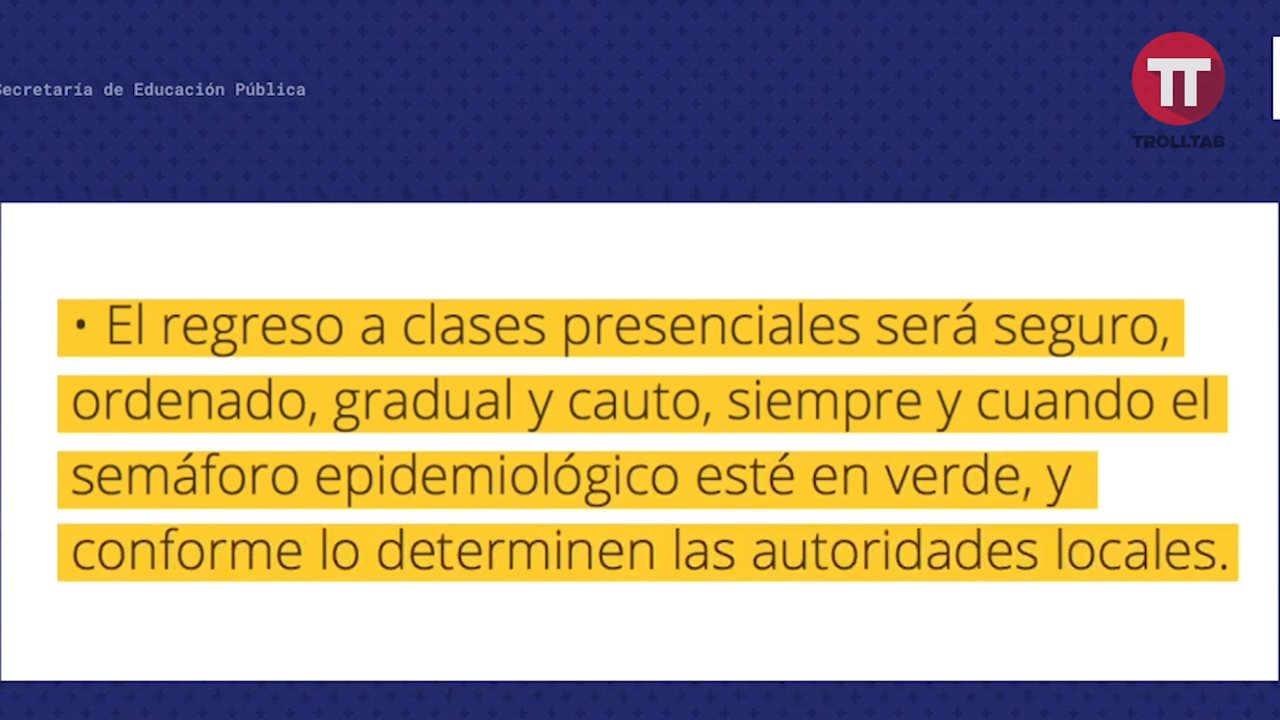 Secretaría de Educación Pública
TT
TROLLTAB
• El regreso a clases presenciales será seguro,
ordenado, gradual y cauto, siempre y cuando el
semáforo epidemiológico esté en verde, y
conforme lo determinen las autoridades locales.